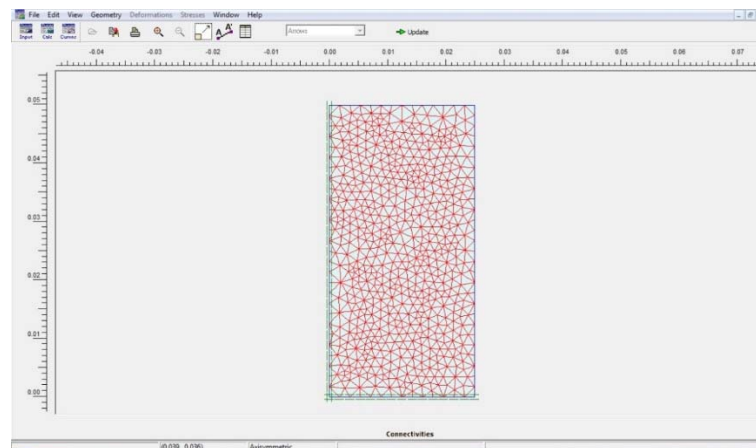 File Edit View Geometry Deformations Stresses Window Help
Input Calc Curves Arrows Update
-0.04 -0.03 -0.02 -0.01 0.00 0.01 0.02 0.03 0.04 0.05 0.06 0.07
0.05
0.04
0.03
0.02
0.01
0.00
Connectivities
(0.039, 0.036) Axisymmetric